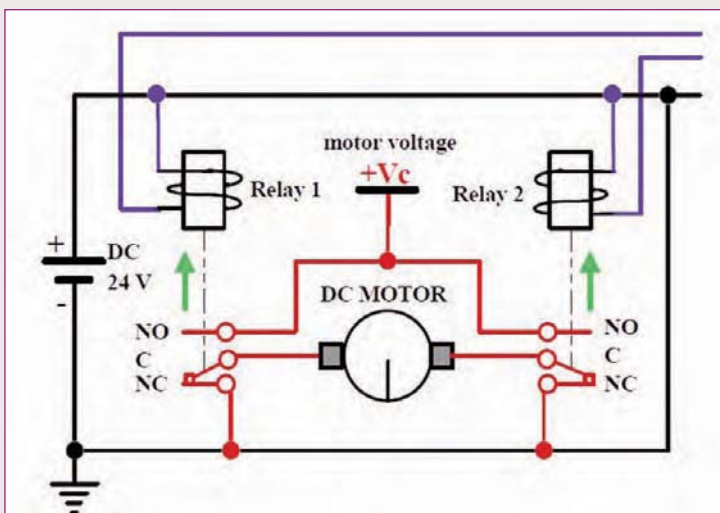 motor voltage
+Vc
Relay 1
Relay 2
+
DC
24 V
-
DC MOTOR
NO
C
NC
NO
C
NC